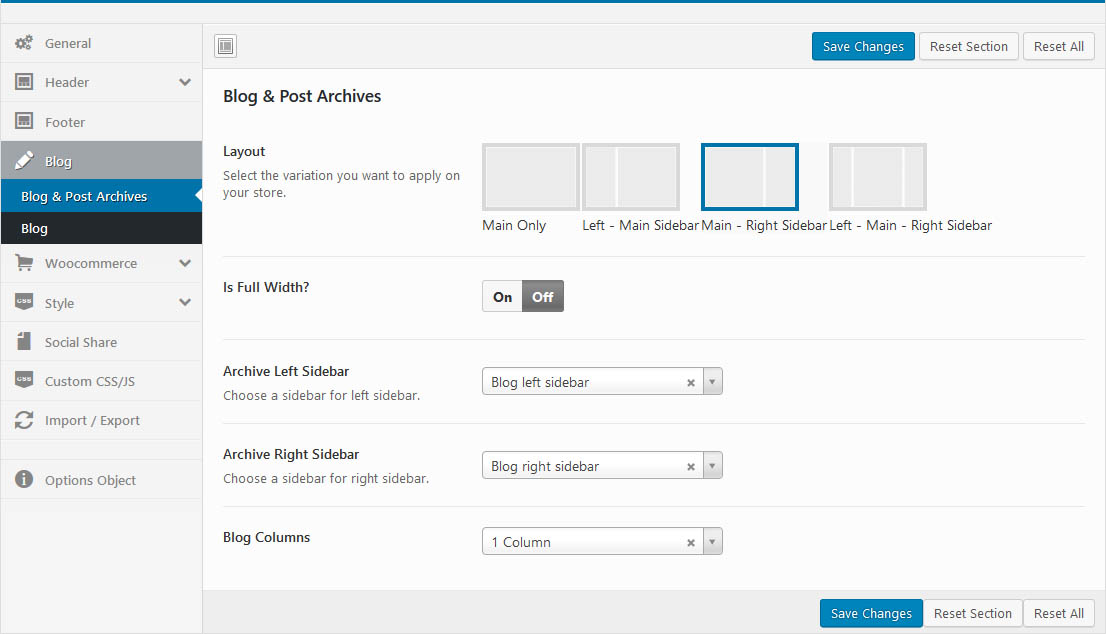 General
Header
Footer
Blog
Blog & Post Archives
Blog
Woocommerce
CSS Style
Social Share
CSS Custom CSS/JS
Import / Export
Options Object
Save Changes Reset Section Reset All
Blog & Post Archives
Layout
Select the variation you want to apply on
your store.
Main Only Left - Main Sidebar Main - Right Sidebar Left - Main - Right Sidebar
Is Full Width?
On Off
Archive Left Sidebar
Choose a sidebar for left sidebar.
Blog left sidebar
Archive Right Sidebar
Choose a sidebar for right sidebar.
Blog right sidebar
Blog Columns
1 Column
Save Changes Reset Section Reset All